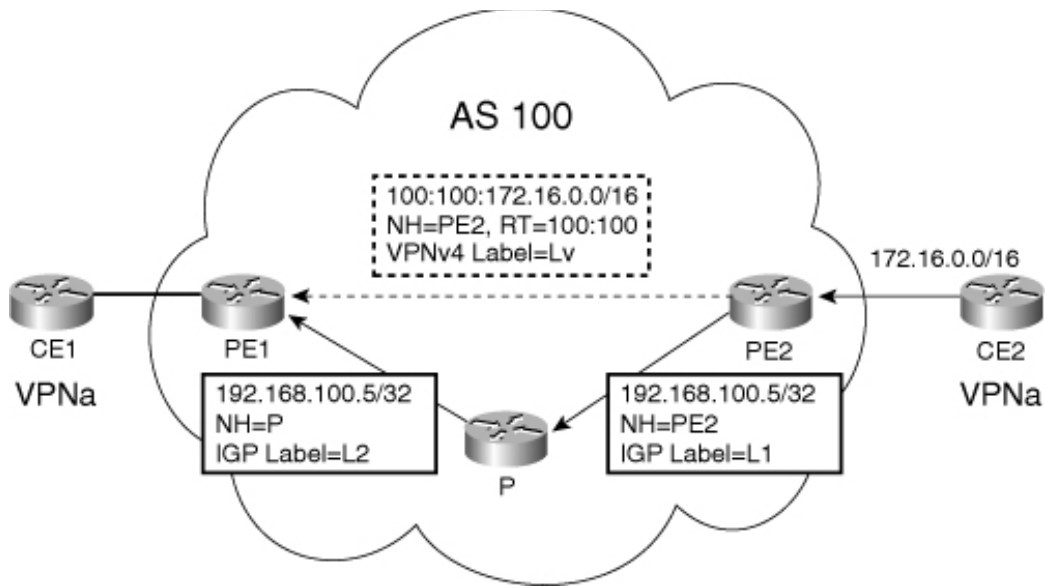 AS 100
100:100:172.16.0.0/16
NH=PE2, RT=100:100
VPNv4 Label=Lv
172.16.0.0/16
CE1
PE1
PE2
CE2
VPNa
VPNa
192.168.100.5/32
NH=P
IGP Label=L2
192.168.100.5/32
NH=PE2
IGP Label=L1
P